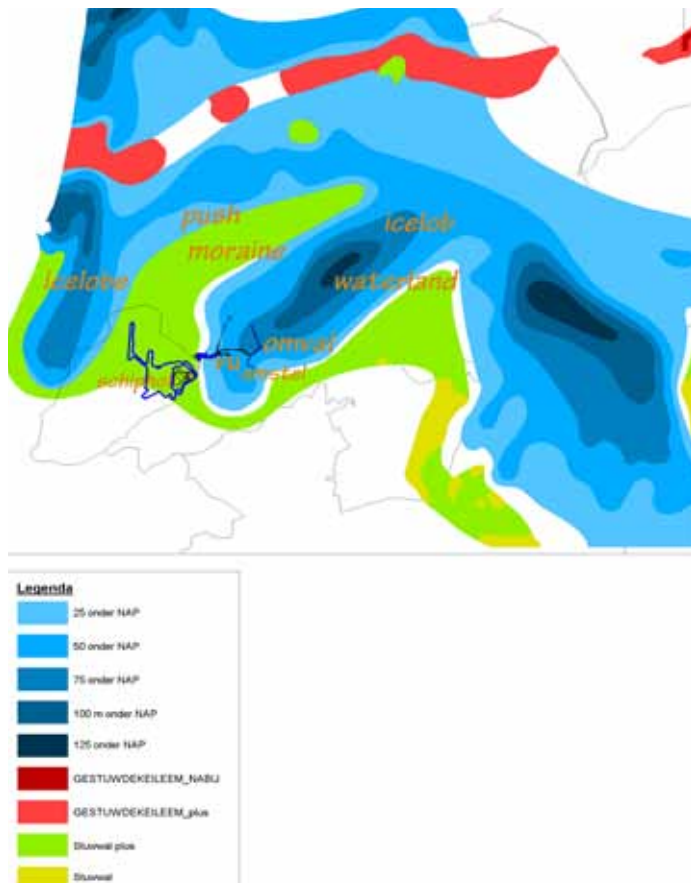 push
icelob
moraine
icelobe
waterland
omval
vu
amstel
schiphol
Legenda
25 onder NAP
50 onder NAP
75 onder NAP
100 m onder NAP
125 onder NAP
GESTUWDEKEILEEM_NABIJ
GESTUWDEKEILEEM_plus
Stuwwal plus
Stuwwal